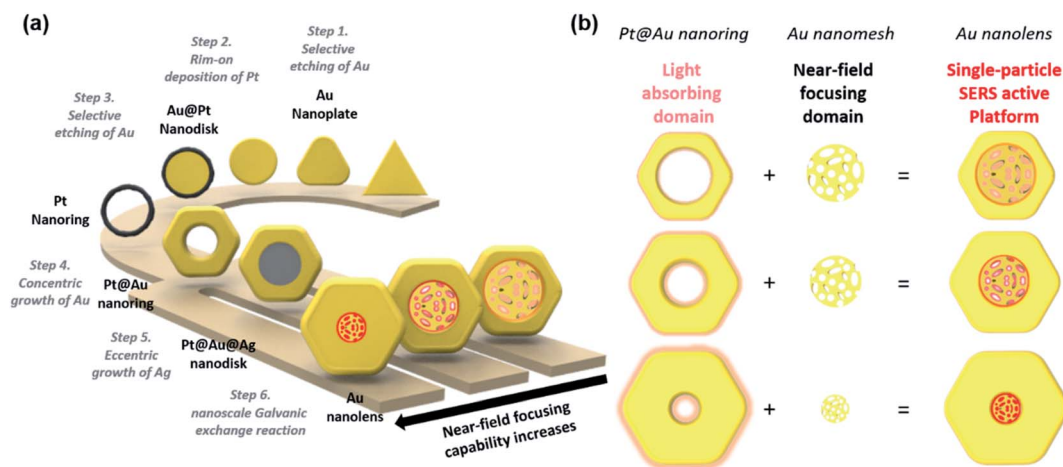 (a)
Step 1.
Selective
etching of Au
Step 2.
Rim-on
deposition of Pt
Step 3.
Selective
etching of Au
Au
Nanoplate
Au@Pt
Nanodisk
Pt
Nanoring
Step 4.
Concentric
growth of Au
Pt@Au
nanoring
Step 5.
Eccentric
growth of Ag
Pt@Au@Ag
nanodisk
Step 6.
nanoscale Galvanic
exchange reaction
Au
nanolens
Near-field focusing
capability increases
(b)
Pt@Au nanoring
Au nanomesh
Au nanolens
Light
absorbing
domain
Near-field
focusing
domain
Single-particle
SERS active
Platform
+ =
+ =
+ =